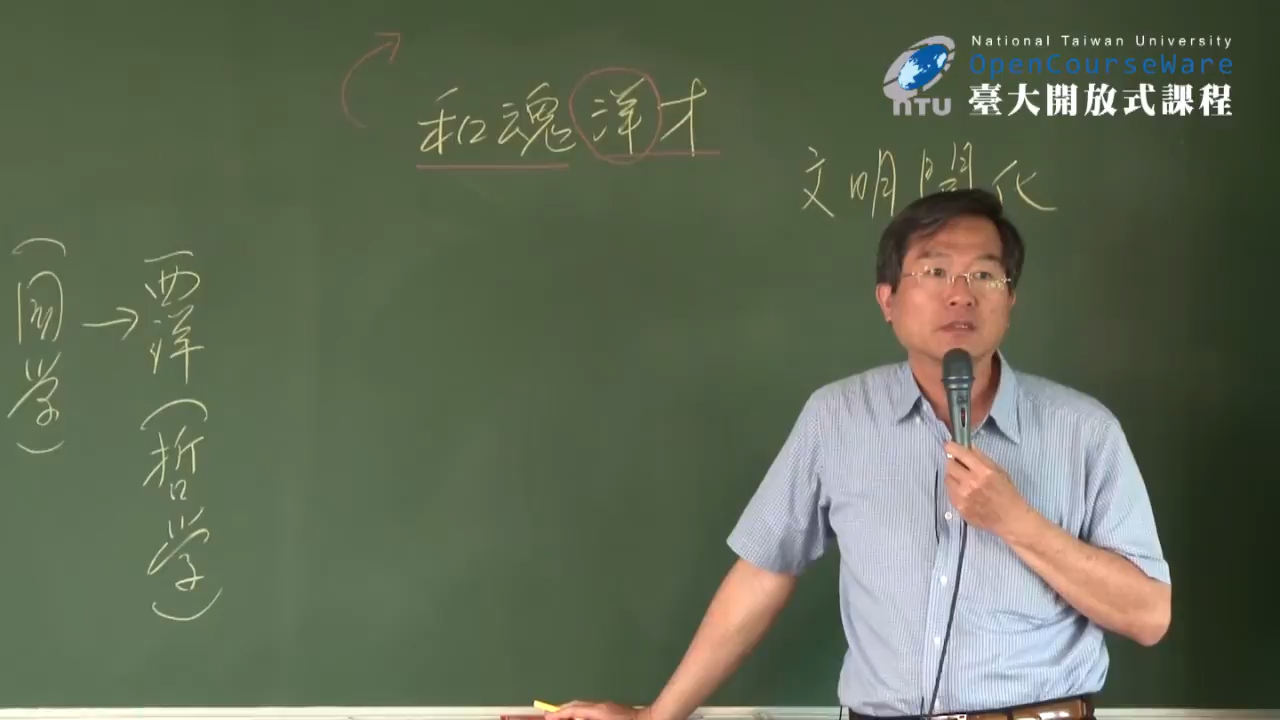 National Taiwan University
OpenCourseWare
NTU
臺大開放式課程
和魂洋才
文明開化
(学)
→西洋(哲学)